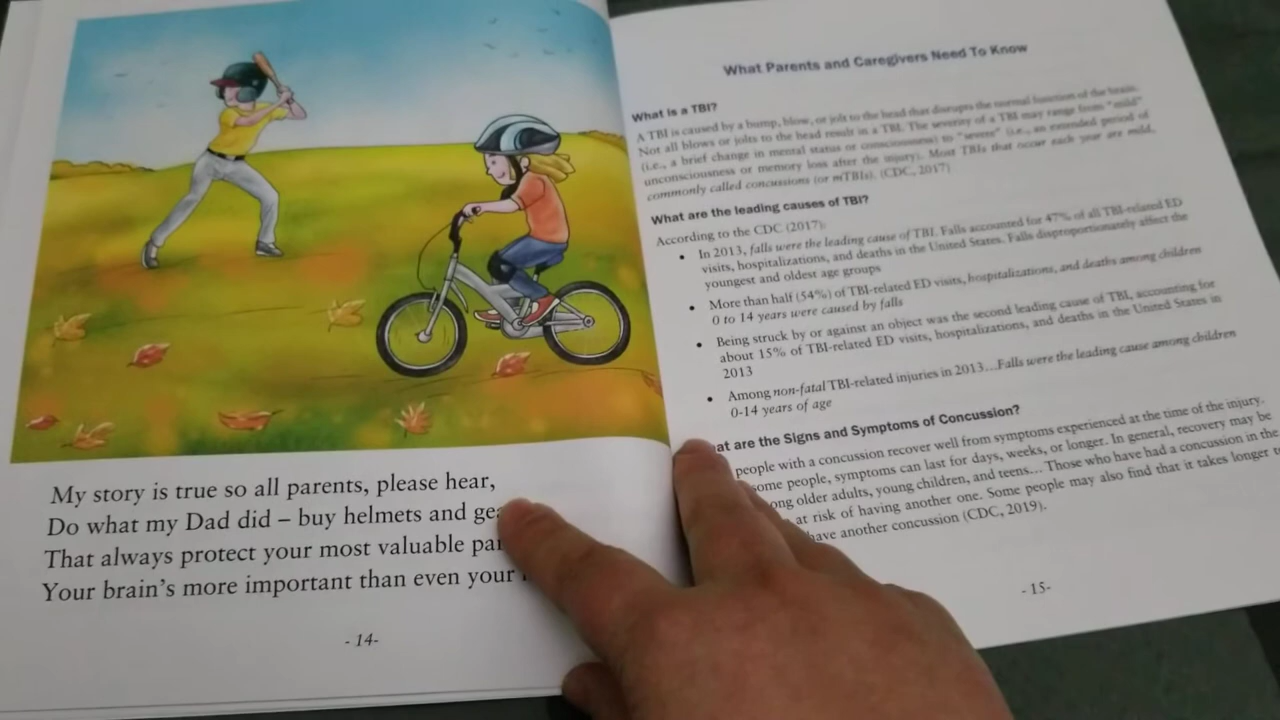 My story is true so all parents, please hear,
Do what my Dad did – buy helmets and
That always protect your most valuable
Your brain's more important than even your
- 14-
What Parents and Caregivers Need To Know
What is a TBI?
A TBI is caused by a bump, blow, or jolt to the head that disrupts the normal function of the brain.
Not all blows or jolts to the head result in a TBI. The severity of a TBI may range from "mild"
(i.e., a brief change in mental status or consciousness) to "severe" (i.e., an extended period of
unconsciousness or memory loss after the injury). Most TBIs that occur each year are mild,
commonly called concussions (or mTBIs). (CDC, 2017)
What are the leading causes of TBI?
According to the CDC (2017):
• In 2013, falls were the leading cause of TBI. Falls accounted for 47% of all TBI-related ED
visits, hospitalizations, and deaths in the United States. Falls disproportionately affect the
youngest and oldest age groups
• More than half (54%) of TBI-related ED visits, hospitalizations, and deaths among children
0 to 14 years were caused by falls
• Being struck by or against an object was the second leading cause of TBI, accounting for
about 15% of TBI-related ED visits, hospitalizations, and deaths in the United States in
2013
• Among non-fatal TBI-related injuries in 2013...Falls were the leading cause among children
0-14 years of age
are the Signs and Symptoms of Concussion?
people with a concussion recover well from symptoms experienced at the time of the injury.
some people, symptoms can last for days, weeks, or longer. In general, recovery may be
older adults, young children, and teens... Those who have had a concussion in the
at risk of having another one. Some people may also find that it takes longer
have another concussion (CDC, 2019).
- 15-